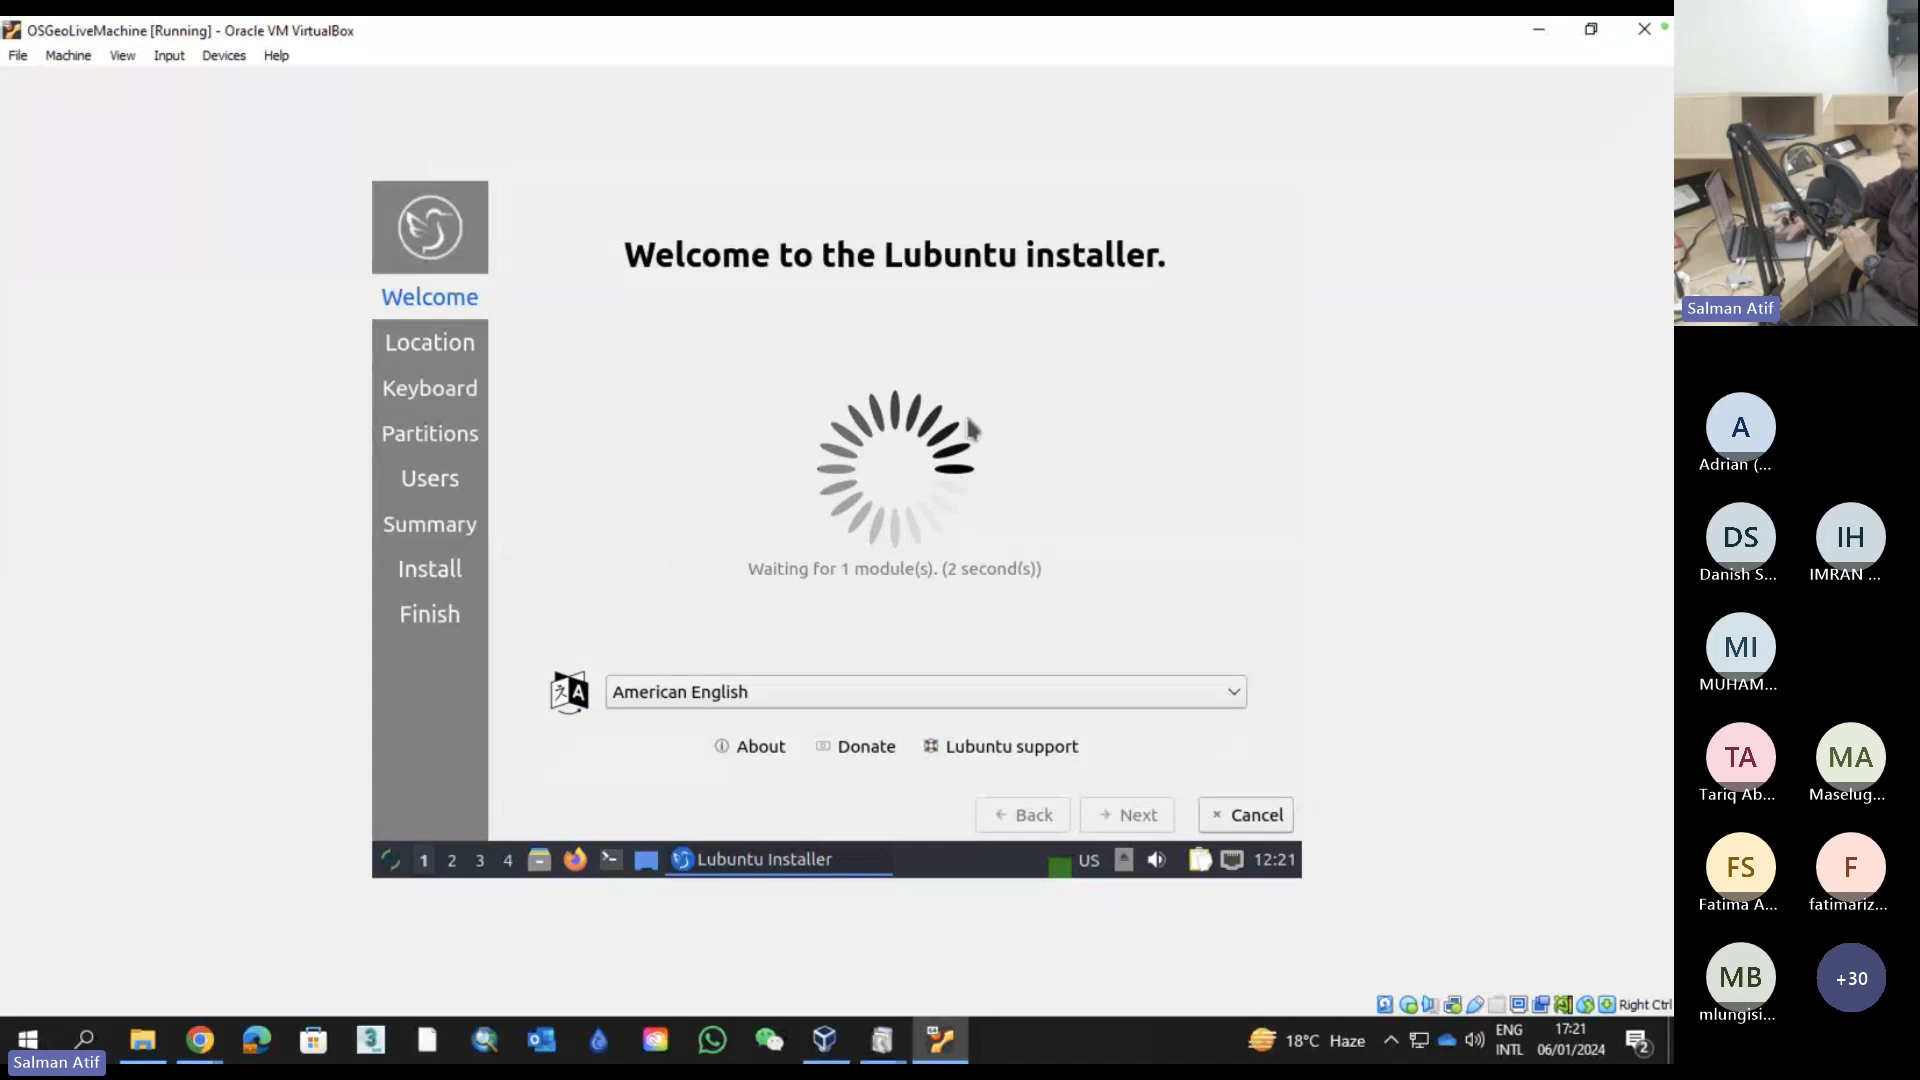 OSGeoLiveMachine [Running] - Oracle VM VirtualBox
File Machine View Input Devices Help
Welcome to the Lubuntu installer.
Welcome
Location
Keyboard
Partitions
Users
Summary
Install
Finish
Waiting for 1 module(s). (2 second(s))
American English
About Donate Lubuntu support
Back Next Cancel
1 2 3 4 Lubuntu Installer US 12:21
Right Ctrl
18°C Haze
ENG
INTL
17:21
06/01/2024
2
Salman Atif
Salman Atif
A
Adrian (...
DS
Danish S...
IH
IMRAN ...
MI
MUHAM...
TA
Tariq Ab...
MA
Maselug...
FS
Fatima A...
F
fatimariz...
MB
mlungisi...
+30